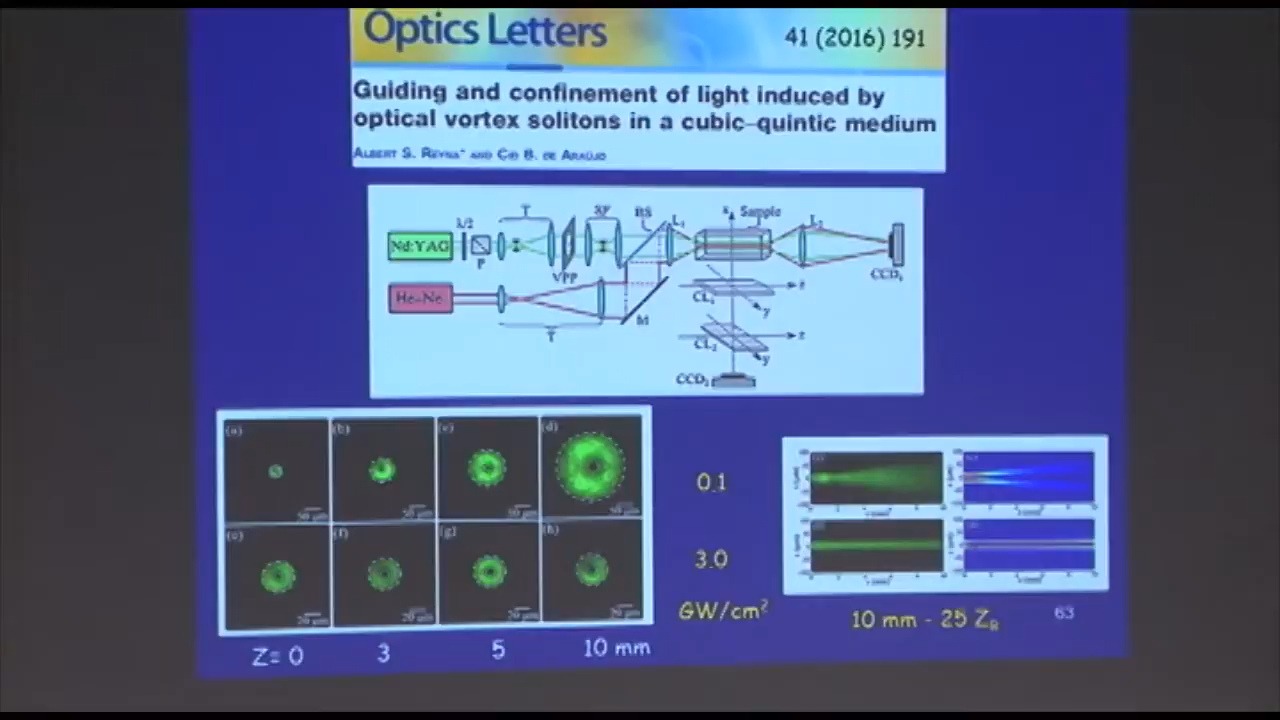 Optics Letters
41 (2016) 191
Guiding and confinement of light induced by
optical vortex solitons in a cubic–quintic medium
ALBERT S. REYNA* AND CID B. DE ARAÚJO
λ/2
T
SF
BS
L₁
x
Sample
L₂
Nd:YAG
P
VPP
CCD₁
He-Ne
T
M
CL₁
z
y
CL₂
z
y
CCD₂
(a)
(b)
(c)
(d)
(e)
(f)
(g)
(h)
0.1
3.0
GW/cm²
Z= 0
3
5
10 mm
10 mm - 25 Z_R
63